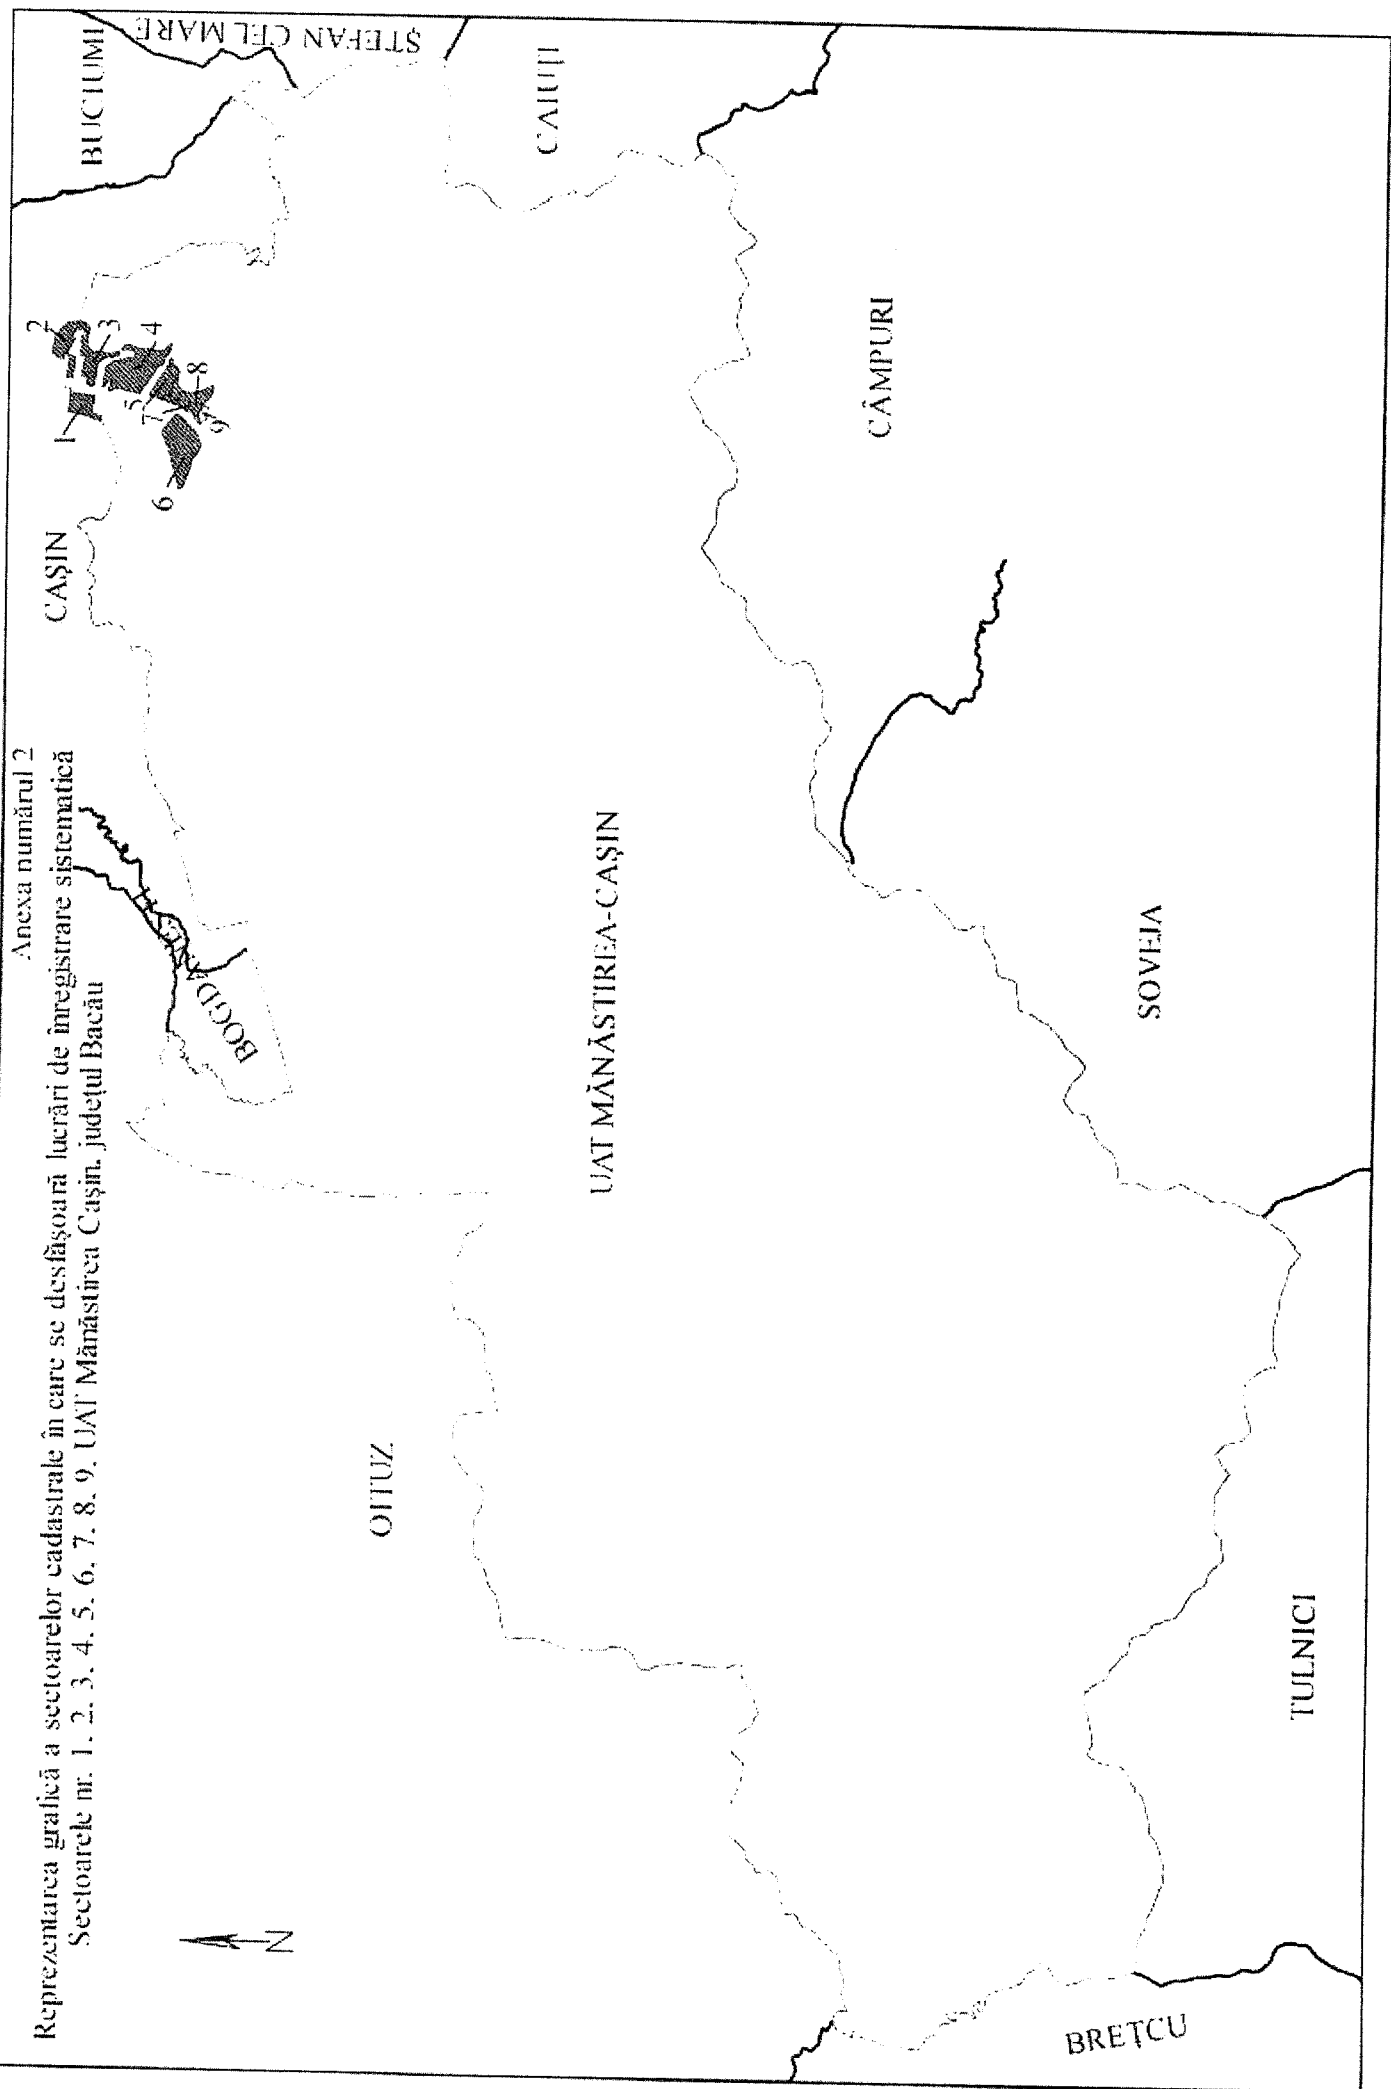 Anexa numărul 2
Reprezentarea grafică a sectoarelor cadastrale în care se desfășoară lucrări de înregistrare sistematică
Sectoarele nr. 1. 2. 3. 4. 5. 6. 7. 8. 9. UAT Mănăstirea Cașin. județul Bacău
N
CAȘIN
BUCIUMI
ȘTEFAN CEL MARE
CAIUȚI
1
2
3
4
5
6
7
8
9
OITUZ
UAT MĂNĂSTIREA-CAȘIN
CÂMPURI
SOVEJA
TULNICI
BREȚCU